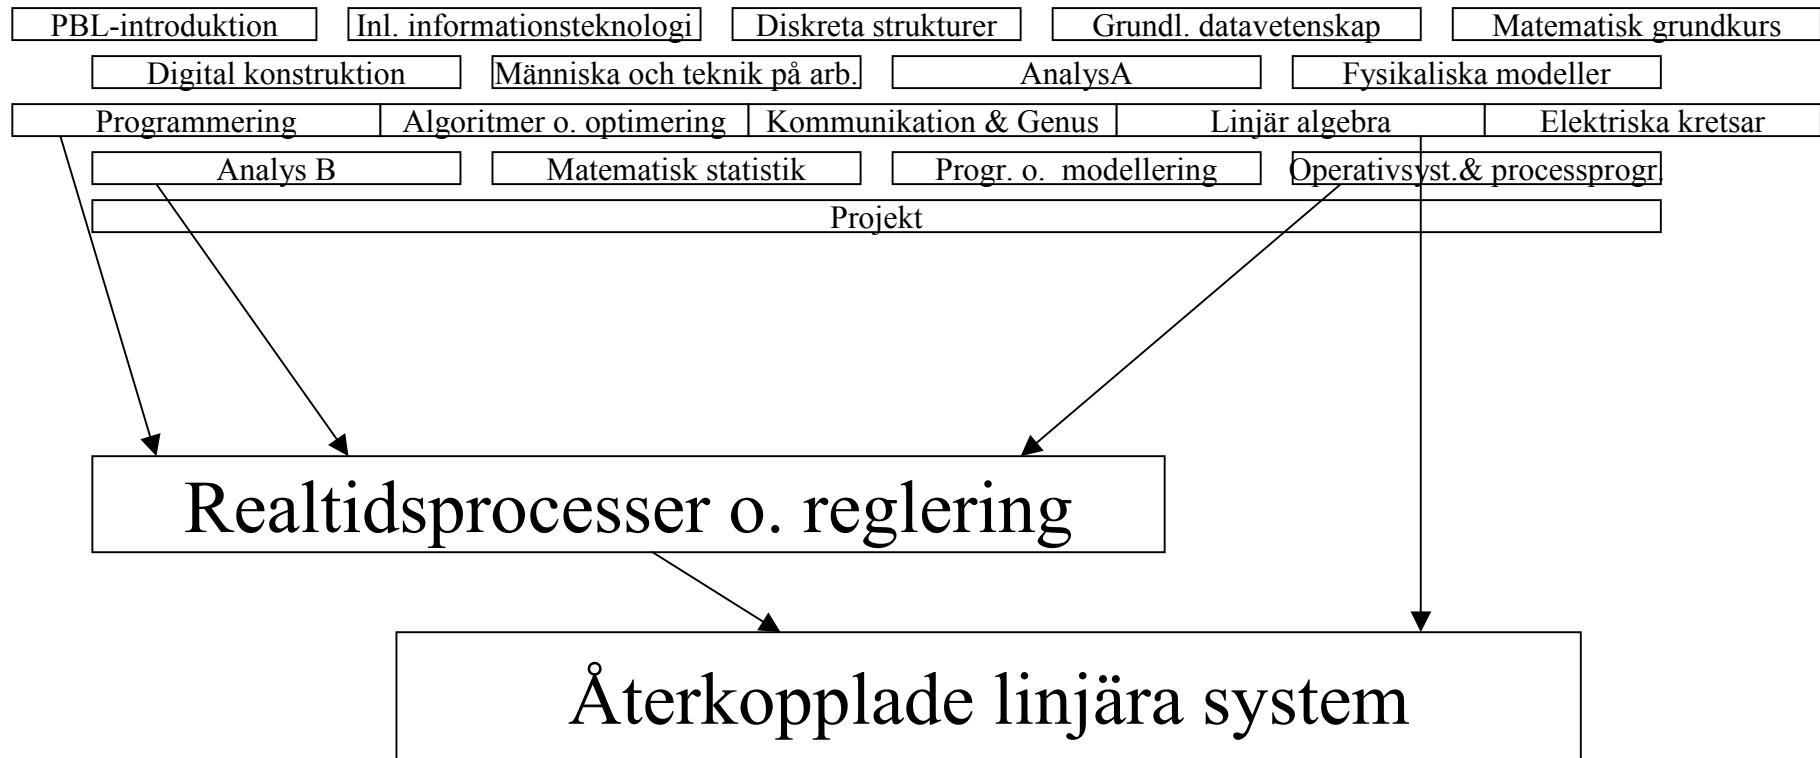 PBL-introduktion Inl. informationsteknologi Diskreta strukturer Grundl. datavetenskap Matematisk grundkurs
Digital konstruktion Människa och teknik på arb. AnalysA Fysikaliska modeller
Programmering Algoritmer o. optimering Kommunikation & Genus Linjär algebra Elektriska kretsar
Analys B Matematisk statistik Progr. o. modellering Operativsyst.& processprogr.
Projekt
Realtidsprocesser o. reglering
Återkopplade linjära system